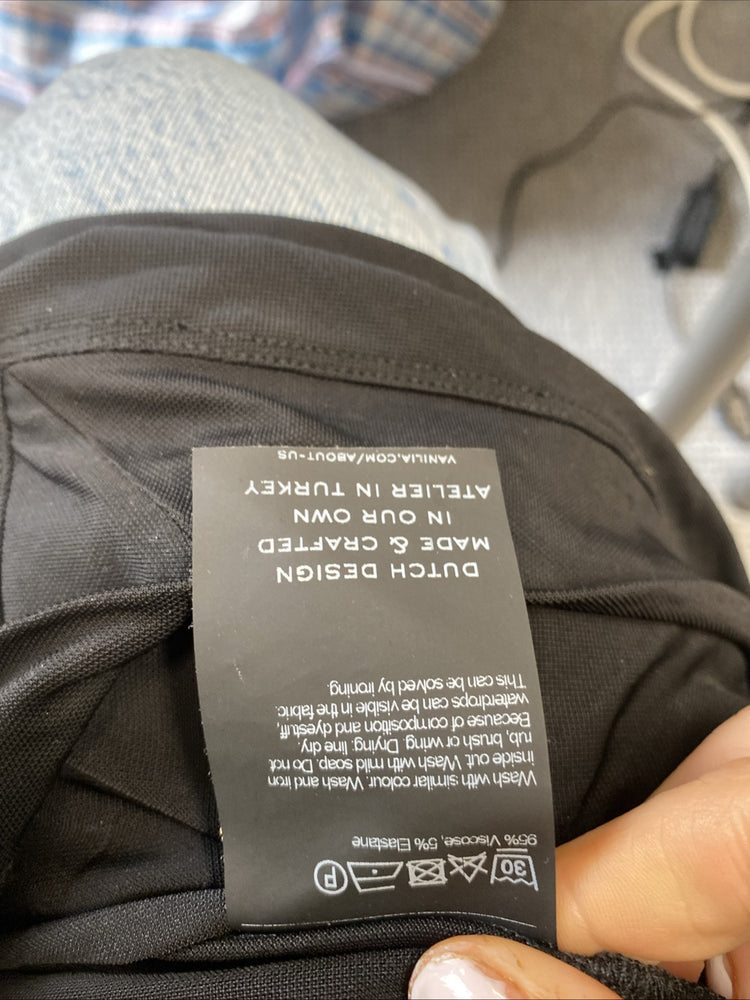 30 P
95% Viscose, 5% Elastane
Wash with similar colour. Wash and iron
inside out. Wash with mild soap. Do not
rub, brush or wring. Drying: line dry.
Because of composition and dyestuff,
waterdrops can be visible in the fabric.
This can be solved by ironing.
DUTCH DESIGN
MADE & CRAFTED
IN OUR OWN
ATELIER IN TURKEY
VANILIA.COM/ABOUT-US